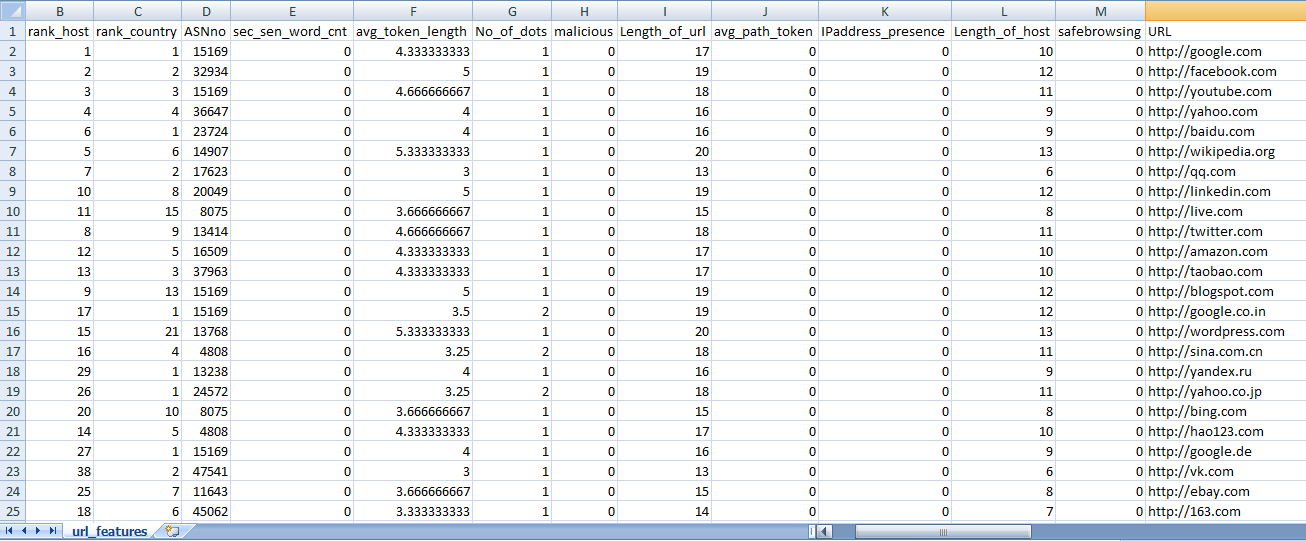 B C D E F G H I J K L M
1 rank_host rank_country ASNno sec_sen_word_cnt avg_token_length No_of_dots malicious Length_of_url avg_path_token IPaddress_presence Length_of_host safebrowsing URL
2 1 1 15169 0 4.333333333 1 0 17 0 0 10 0 http://google.com
3 2 2 32934 0 5 1 0 19 0 0 12 0 http://facebook.com
4 3 3 15169 0 4.666666667 1 0 18 0 0 11 0 http://youtube.com
5 4 4 36647 0 4 1 0 16 0 0 9 0 http://yahoo.com
6 6 1 23724 0 4 1 0 16 0 0 9 0 http://baidu.com
7 5 6 14907 0 5.333333333 1 0 20 0 0 13 0 http://wikipedia.org
8 7 2 17623 0 3 1 0 13 0 0 6 0 http://qq.com
9 10 8 20049 0 5 1 0 19 0 0 12 0 http://linkedin.com
10 11 15 8075 0 3.666666667 1 0 15 0 0 8 0 http://live.com
11 8 9 13414 0 4.666666667 1 0 18 0 0 11 0 http://twitter.com
12 12 5 16509 0 4.333333333 1 0 17 0 0 10 0 http://amazon.com
13 13 3 37963 0 4.333333333 1 0 17 0 0 10 0 http://taobao.com
14 9 13 15169 0 5 1 0 19 0 0 12 0 http://blogspot.com
15 17 1 15169 0 3.5 2 0 19 0 0 12 0 http://google.co.in
16 15 21 13768 0 5.333333333 1 0 20 0 0 13 0 http://wordpress.com
17 16 4 4808 0 3.25 2 0 18 0 0 11 0 http://sina.com.cn
18 29 1 13238 0 4 1 0 16 0 0 9 0 http://yandex.ru
19 26 1 24572 0 3.25 2 0 18 0 0 11 0 http://yahoo.co.jp
20 20 10 8075 0 3.666666667 1 0 15 0 0 8 0 http://bing.com
21 14 5 4808 0 4.333333333 1 0 17 0 0 10 0 http://hao123.com
22 27 1 15169 0 4 1 0 16 0 0 9 0 http://google.de
23 38 2 47541 0 3 1 0 13 0 0 6 0 http://vk.com
24 25 7 11643 0 3.666666667 1 0 15 0 0 8 0 http://ebay.com
25 18 6 45062 0 3.333333333 1 0 14 0 0 7 0 http://163.com
url_features